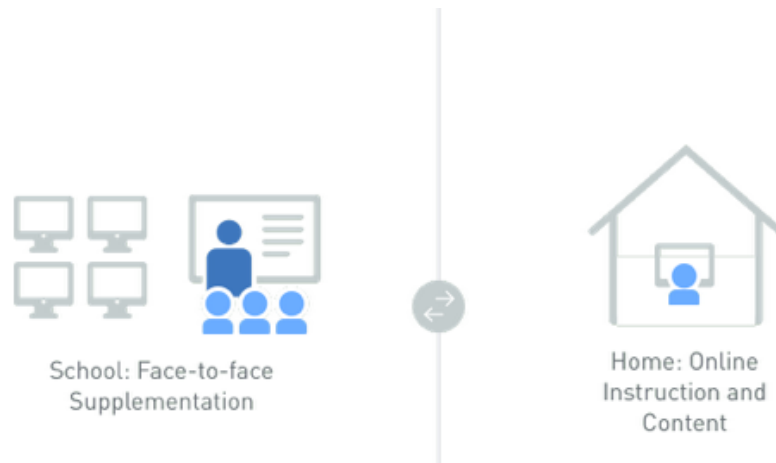 School: Face-to-face
Supplementation
Home: Online
Instruction and
Content